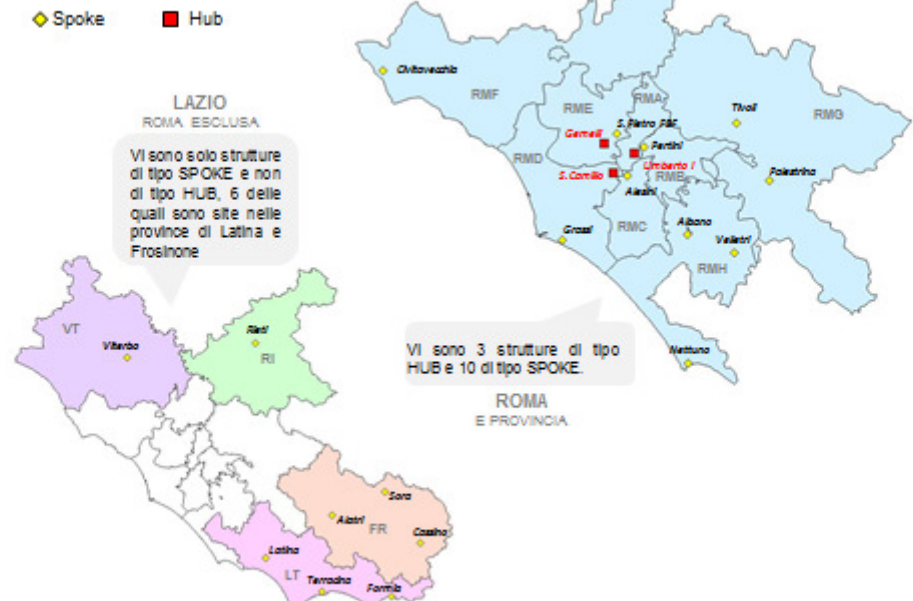 Spoke
Hub
LAZIO
ROMA ESCLUSA
Vi sono solo strutture
di tipo SPOKE e non
di tipo HUB, 6 delle
quali sono site nelle
province di Latina e
Frosinone
Civitavecchia
RMF
RME
RMA
Tivoli
RMG
S. Pietro FBF
Gemelli
Pertini
Umberto I
RMD
RMB
S. Camillo
Alesini
Palestrina
Grassi
RMC
Albano
Velletri
RMH
Nettuno
Vi sono 3 strutture di tipo
HUB e 10 di tipo SPOKE.
ROMA
E PROVINCIA
VT
Viterbo
Rieti
RI
Sora
Alatri
FR
Cassino
Latina
LT
Terracina
Formia